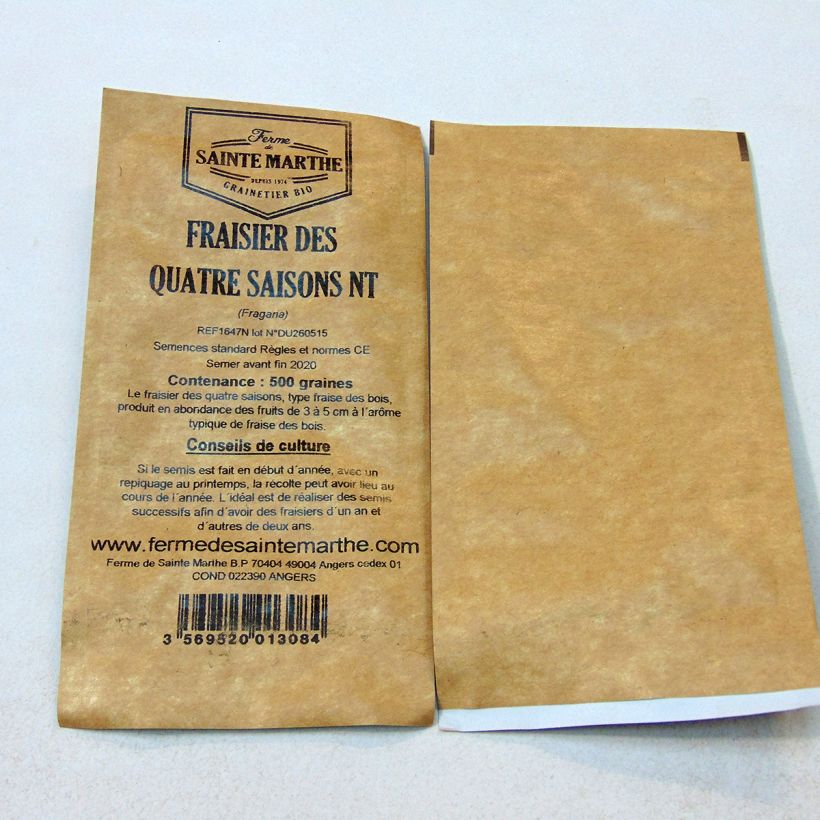 Ferme
de
SAINTE MARTHE
DEPUIS 1974
GRAINETIER BIO
FRAISIER DES
QUATRE SAISONS NT
(Fragaria)
REF1647N lot N°DU260515
Semences standard Règles et normes CE
Semer avant fin 2020
Contenance : 500 graines
Le fraisier des quatre saisons, type fraise des bois,
produit en abondance des fruits de 3 à 5 cm à l´arôme
typique de fraise des bois.
Conseils de culture
Si le semis est fait en début d´année, avec un
repiquage au printemps, la récolte peut avoir lieu au
cours de l´année. L´idéal est de réaliser des semis
successifs afin d´avoir des fraisiers d´un an et
d´autres de deux ans.
www.fermedesaintemarthe.com
Ferme de Sainte Marthe B.P 70404 49004 Angers cedex 01
COND 022390 ANGERS
3 569520 013084